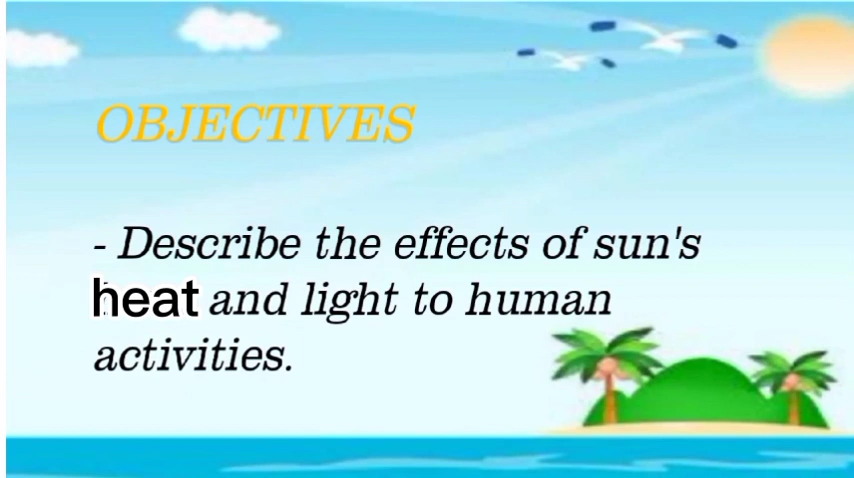 OBJECTIVES
- Describe the effects of sun's
heat and light to human
activities.